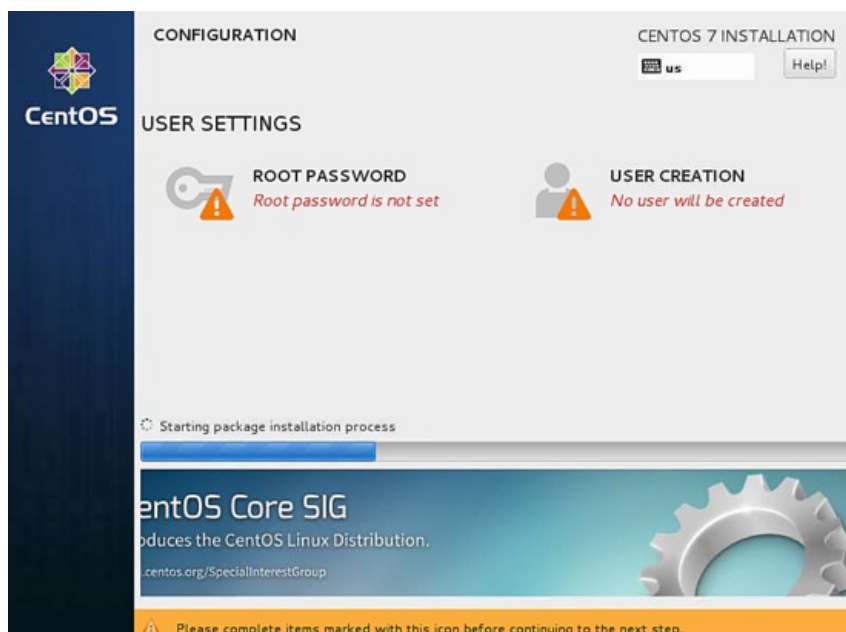 CONFIGURATION
CENTOS 7 INSTALLATION
us
Help!
CentOS
USER SETTINGS
ROOT PASSWORD
Root password is not set
USER CREATION
No user will be created
Starting package installation process
entOS Core SIG
oduces the CentOS Linux Distribution.
.centos.org/SpecialInterestGroup
Please complete items marked with this icon before continuing to the next step.